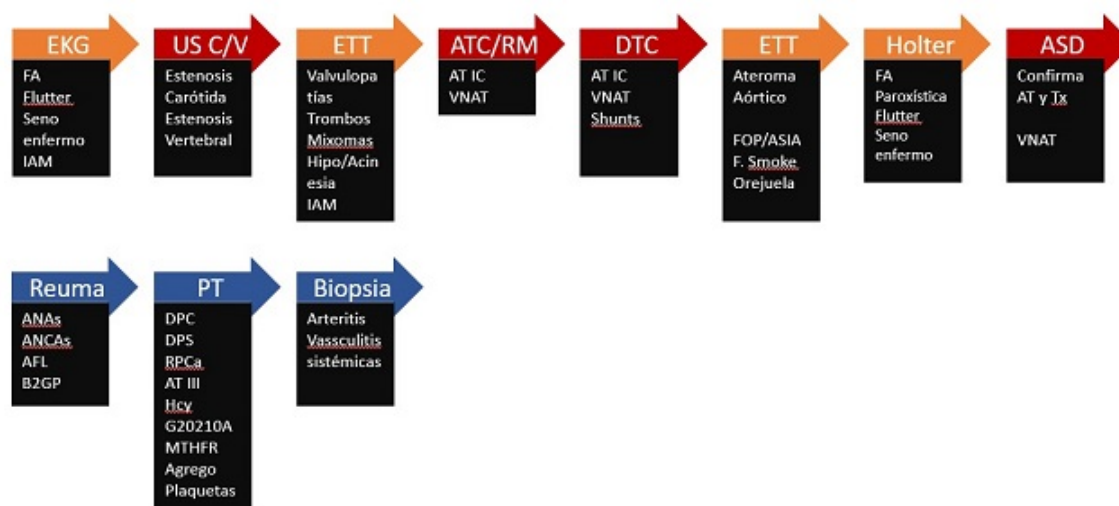 EKG
FA
Flutter
Seno
enfermo
IAM
US C/V
Estenosis
Carótida
Estenosis
Vertebral
ETT
Valvulopa
tías
Trombos
Mixomas
Hipo/Acin
esia
IAM
ATC/RM
AT IC
VNAT
DTC
AT IC
VNAT
Shunts
ETT
Ateroma
Aórtico
FOP/ASIA
F. Smoke
Orejuela
Holter
FA
Paroxística
Flutter
Seno
enfermo
ASD
Confirma
AT y Tx
VNAT
Reuma
ANAs
ANCAs
AFL
B2GP
PT
DPC
DPS
RPCa
AT III
Hcy
G20210A
MTHFR
Agrego
Plaquetas
Biopsia
Arteritis
Vassculitis
sistémicas